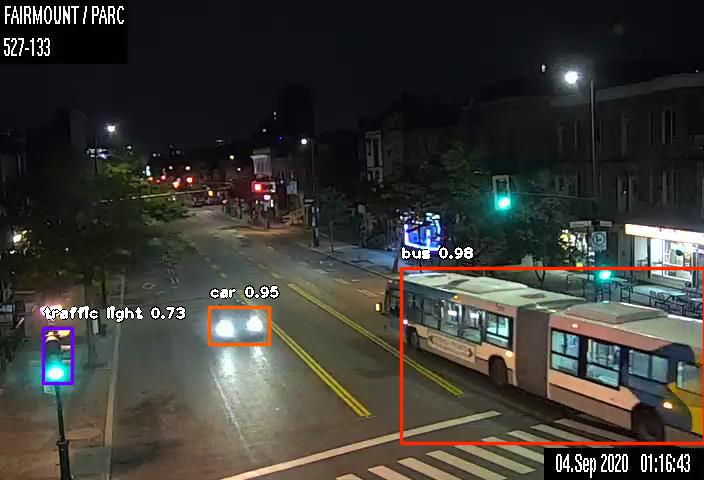 FAIRMOUNT / PARC
527-133
bus 0.98
car 0.95
traffic light 0.73
04.Sep 2020 01:16:43